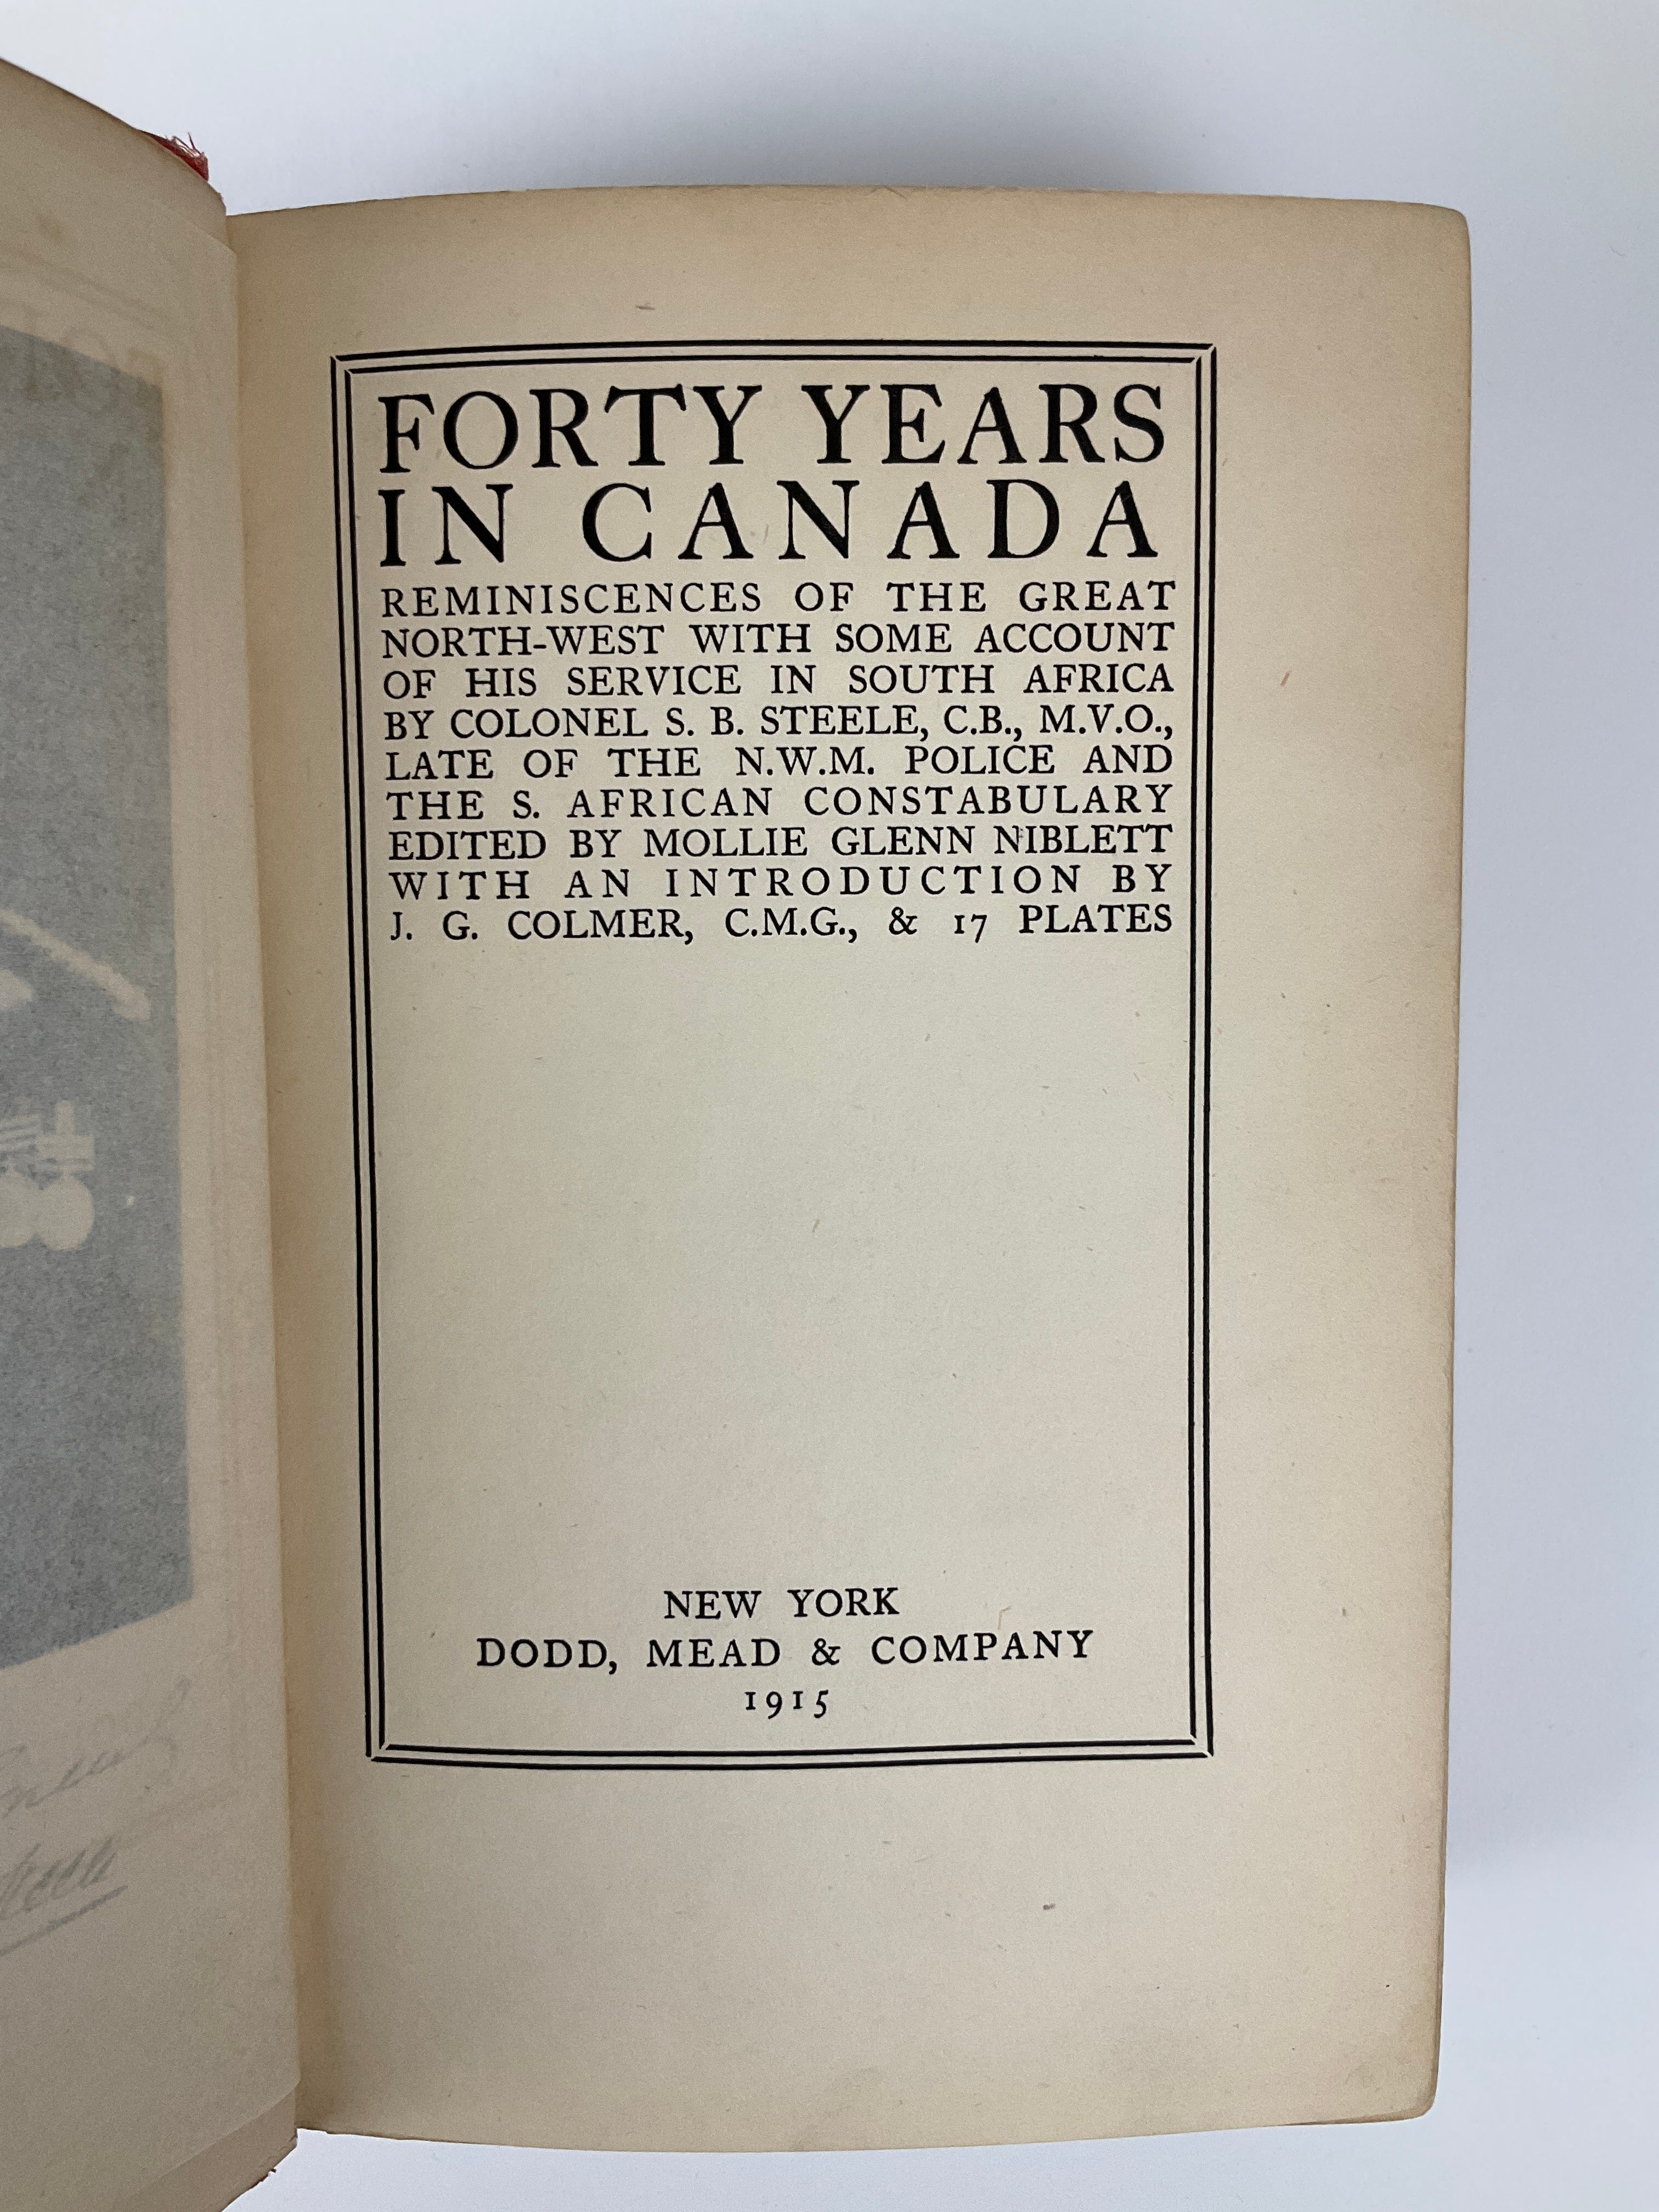 FORTY YEARS
IN CANADA
REMINISCENCES OF THE GREAT
NORTH-WEST WITH SOME ACCOUNT
OF HIS SERVICE IN SOUTH AFRICA
BY COLONEL S. B. STEELE, C.B., M.V.O.,
LATE OF THE N.W.M. POLICE AND
THE S. AFRICAN CONSTABULARY
EDITED BY MOLLIE GLENN NIBLETT
WITH AN INTRODUCTION BY
J. G. COLMER, C.M.G., & 17 PLATES
NEW YORK
DODD, MEAD & COMPANY
1915